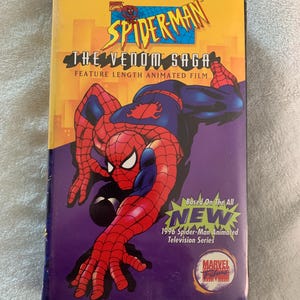 SPIDER-MAN
THE VENOM SAGA
FEATURE LENGTH ANIMATED FILM
Based On The All
NEW
1996 Spider-Man Animated
Television Series
MARVEL